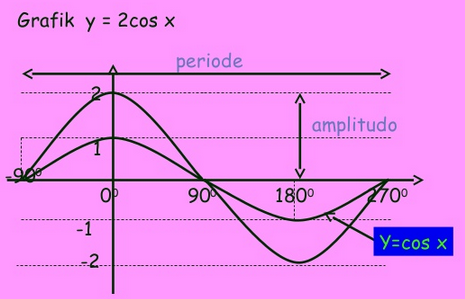 Grafik y = 2cos x
periode
2
amplitudo
1
-90⁰
0⁰
90⁰
180⁰
270⁰
-1
Y=cos x
-2